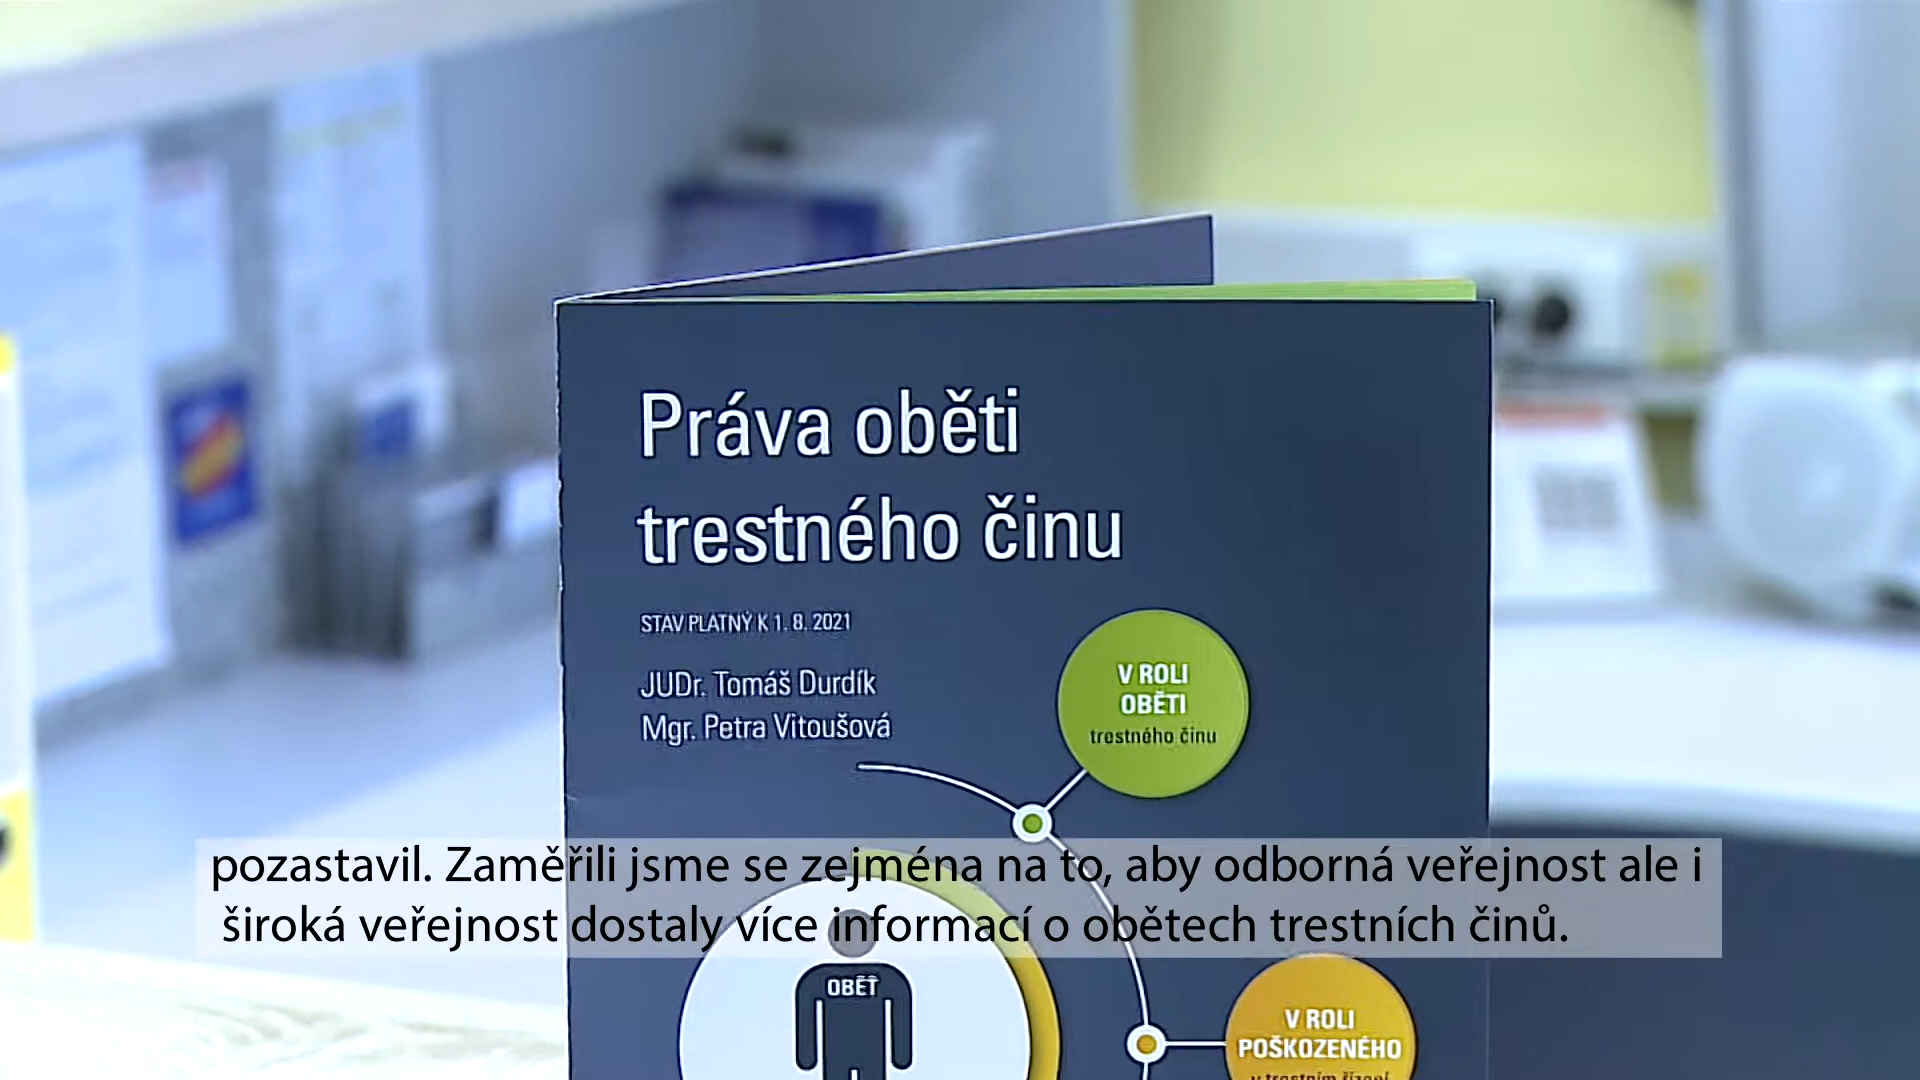 Práva oběti
trestného činu
STAV PLATNÝ K 1. 8. 2021
JUDr. Tomáš Durdík
Mgr. Petra Vitoušová
V ROLI
OBĚTI
trestného činu
pozastavil. Zaměřili jsme se zejména na to, aby odborná veřejnost ale i
široká veřejnost dostaly více informací o obětech trestních činů.
OBĚŤ
V ROLI
POŠKOZENÉHO
v trestním řízení